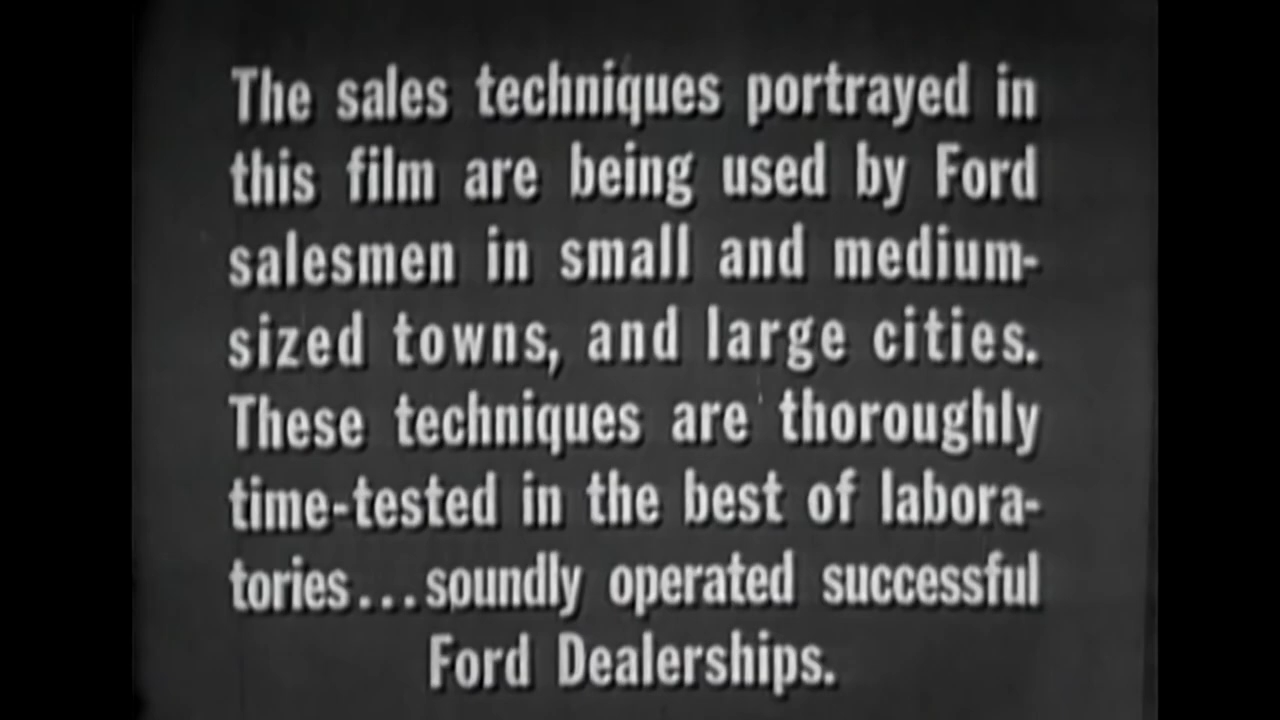 The sales techniques portrayed in
this film are being used by Ford
salesmen in small and medium-
sized towns, and large cities.
These techniques are thoroughly
time-tested in the best of labora-
tories...soundly operated successful
Ford Dealerships.